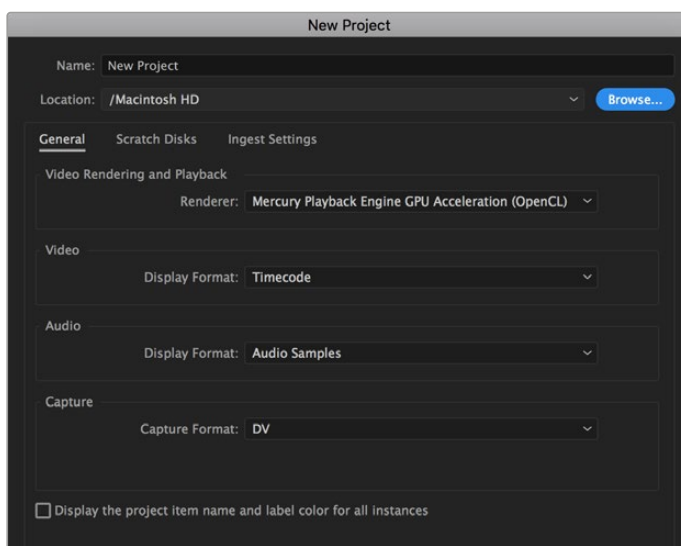 New Project
Name: New Project
Location: /Macintosh HD Browse...
General Scratch Disks Ingest Settings
Video Rendering and Playback
Renderer: Mercury Playback Engine GPU Acceleration (OpenCL)
Video
Display Format: Timecode
Audio
Display Format: Audio Samples
Capture
Capture Format: DV
Display the project item name and label color for all instances